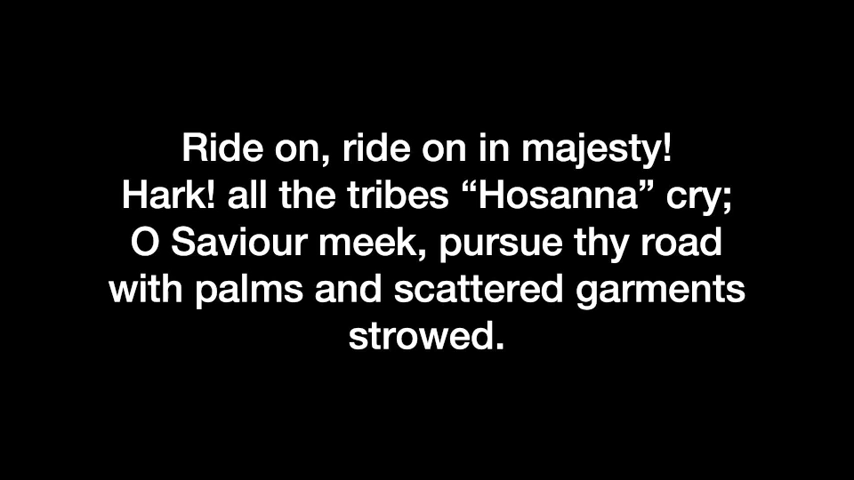 Ride on, ride on in majesty!
Hark! all the tribes “Hosanna” cry;
O Saviour meek, pursue thy road
with palms and scattered garments
strowed.